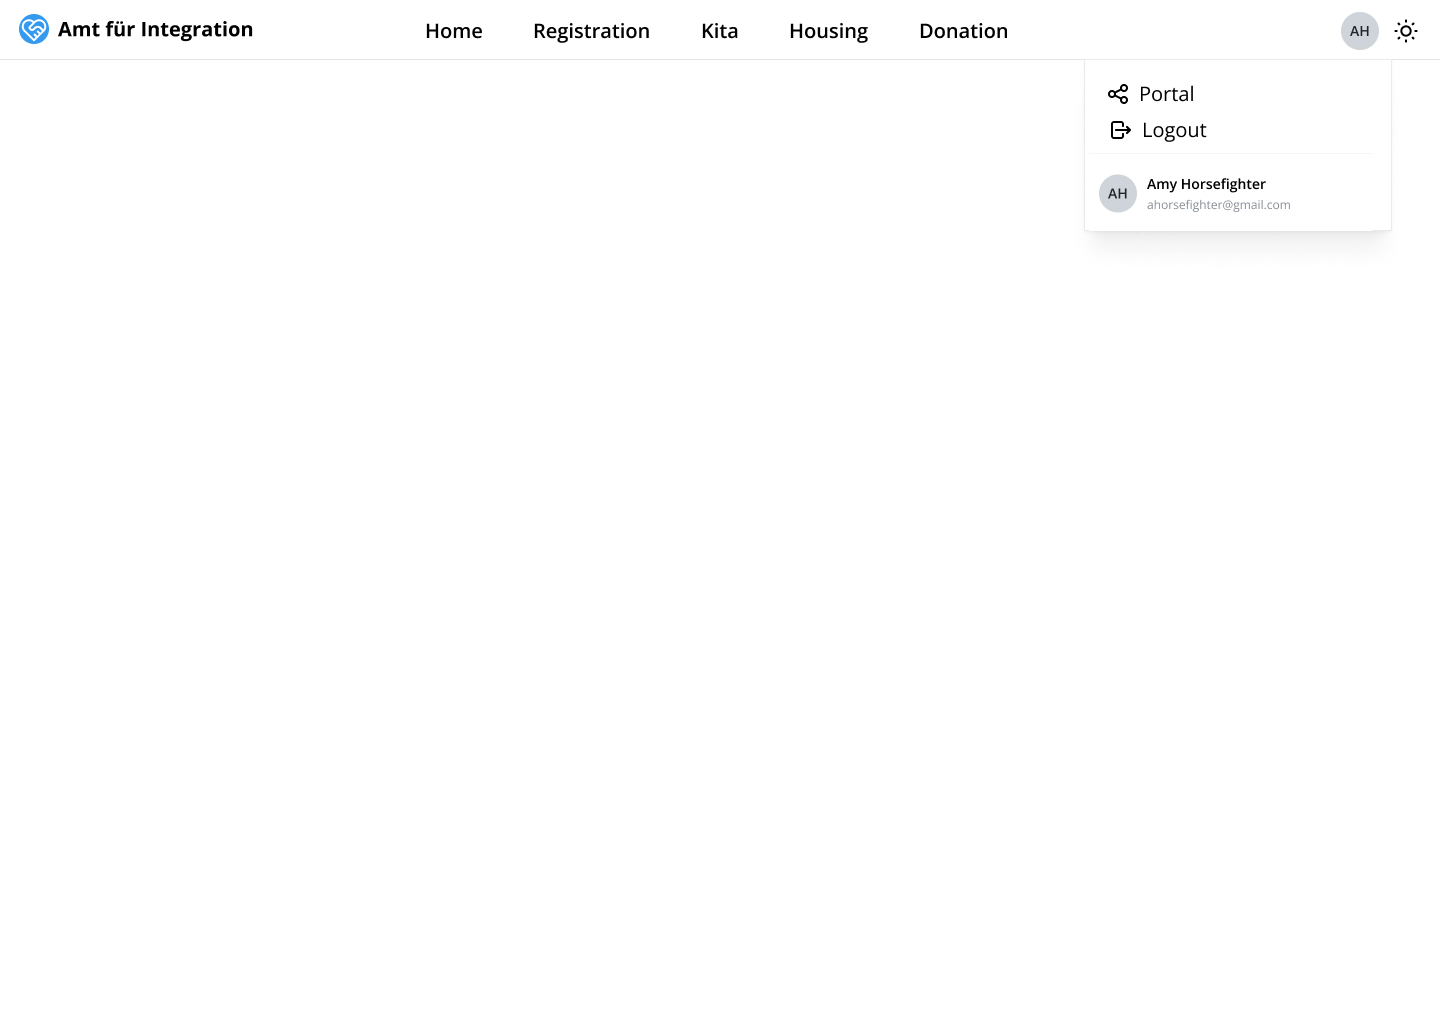 Amt für Integration
Home
Registration
Kita
Housing
Donation
AH
Portal
Logout
AH
Amy Horsefighter
ahorsefighter@gmail.com